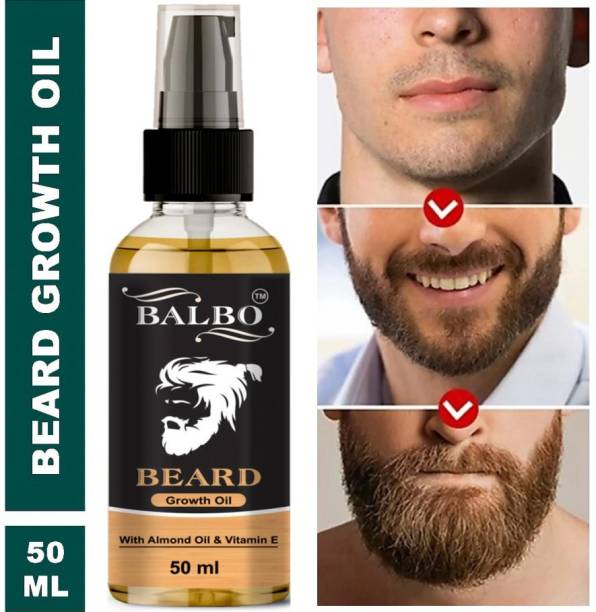 BEARD GROWTH OIL
50
ML
BALBO TM
BEARD
Growth Oil
With Almond Oil & Vitamin E
50 ml